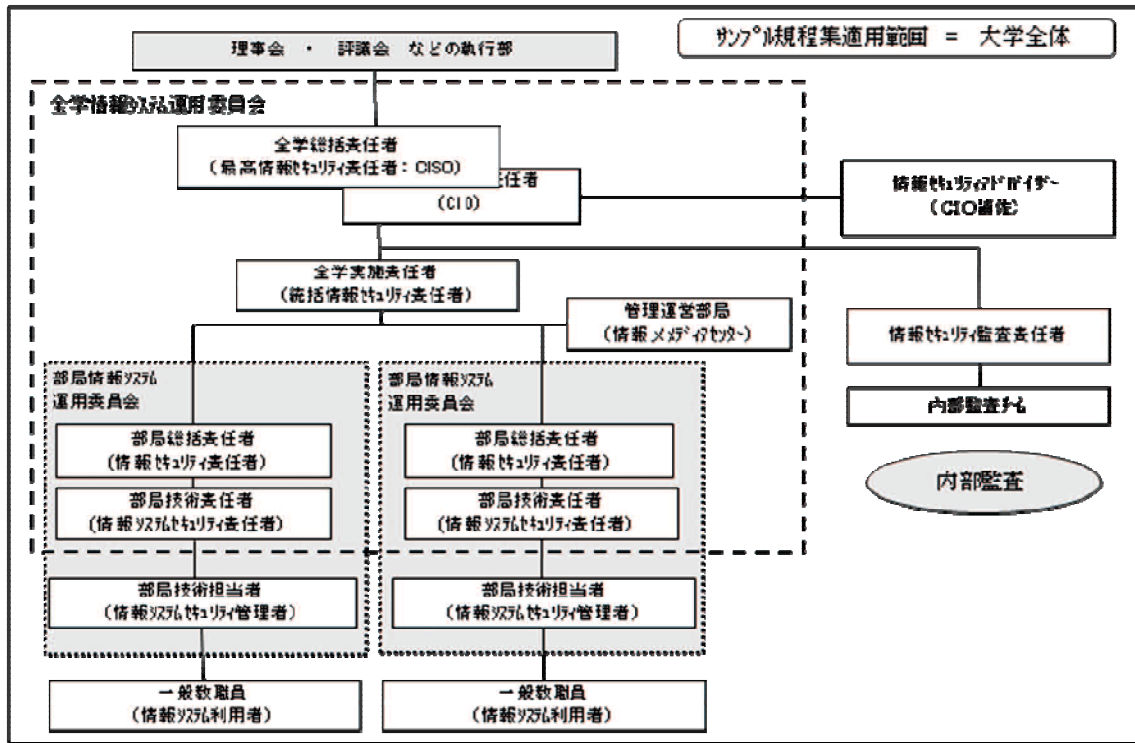 サンプル規程集適用範囲 = 大学全体
理事会 ・ 評議会 などの執行部
全学情報システム運用委員会
全学総括責任者
(最高情報セキュリティ責任者:CISO)
任者
(CIO)
情報セキュリティアドバイザー
(CIO補佐)
全学実施責任者
(統括情報セキュリティ責任者)
管理運営部局
(情報メメディアセンター)
情報セキュリティ監査責任者
内部監査チーム
内部監査
部局情報システム
運用委員会
部局総括責任者
(情報セキュリティ責任者)
部局技術責任者
(情報システムセキュリティ責任者)
部局技術担当者
(情報システムセキュリティ管理者)
一般教職員
(情報システム利用者)
部局情報システム
運用委員会
部局総括責任者
(情報セキュリティ責任者)
部局技術責任者
(情報システムセキュリティ責任者)
部局技術担当者
(情報システムセキュリティ管理者)
一般教職員
(情報システム利用者)